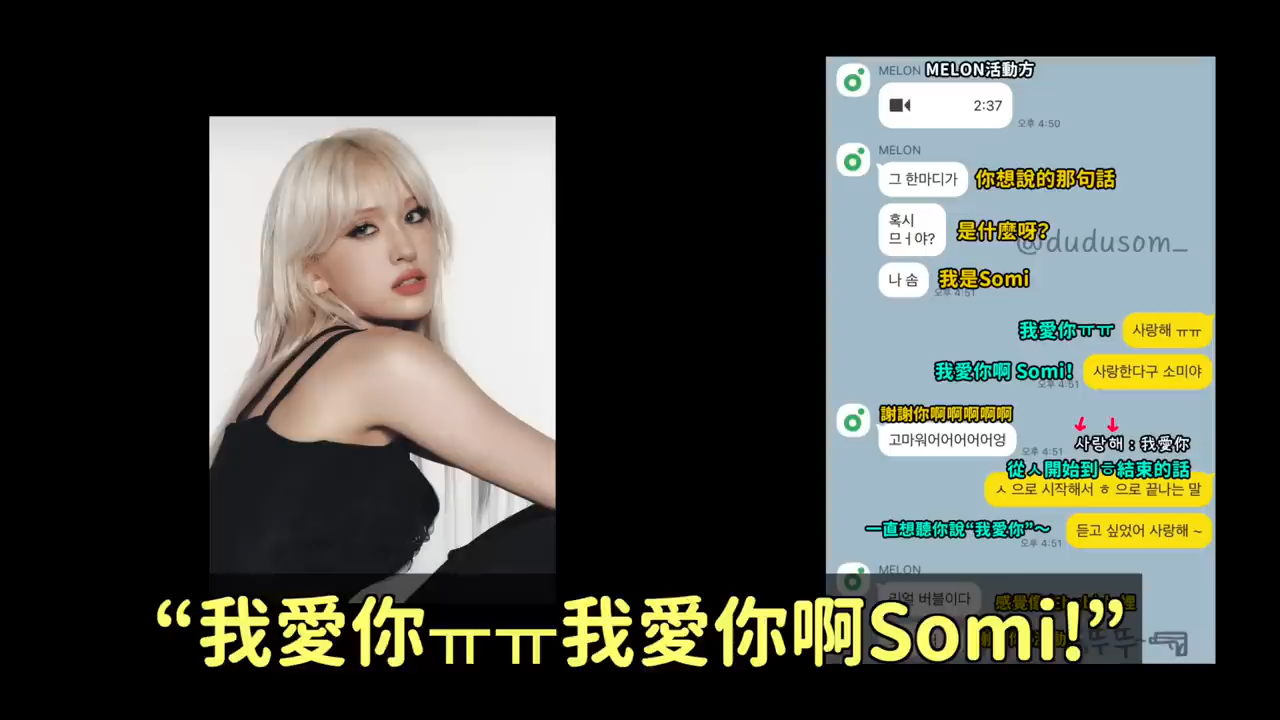 MELON MELON活動方
2:37
오후 4:50
MELON
그 한마디가 你想說的那句話
혹시
므ㅓ야? 是什麼呀?
@dudusom_
나 솜 我是Somi
오후 4:51
我愛你ㅠㅠ 사랑해 ㅠㅠ
我愛你啊 Somi! 사랑한다구 소미야
오후 4:51
謝謝你啊啊啊啊啊
고마워어어어어어엉
오후 4:51
사랑해 : 我愛你
從ㅅ開始到ㅎ結束的話
ㅅ 으로 시작해서 ㅎ 으로 끝나는 말
一直想聽你說“我愛你”～ 듣고 싶었어 사랑해 ~
오후 4:51
MELON
리얼 버블이다
“我愛你ㅠㅠ我愛你啊Somi!”